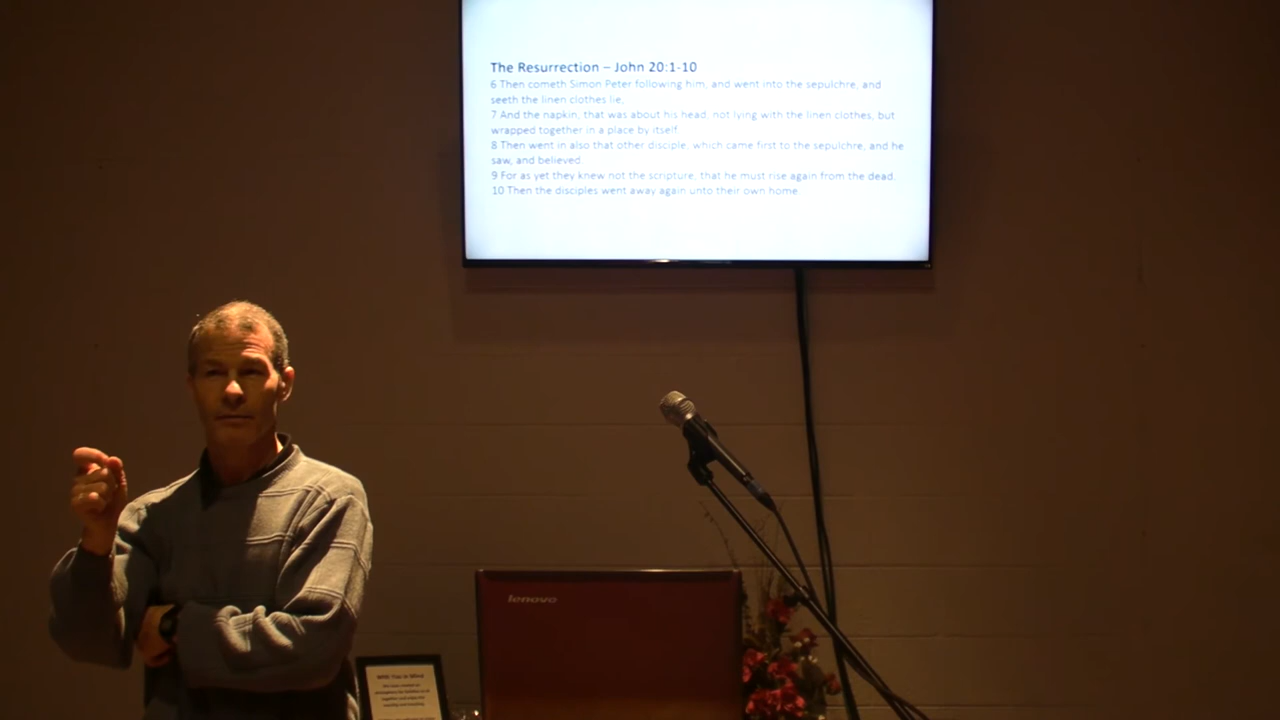 The Resurrection – John 20:1-10
6 Then cometh Simon Peter following him, and went into the sepulchre, and
seeth the linen clothes lie,
7 And the napkin, that was about his head, not lying with the linen clothes, but
wrapped together in a place by itself.
8 Then went in also that other disciple, which came first to the sepulchre, and he
saw, and believed.
9 For as yet they knew not the scripture, that he must rise again from the dead.
10 Then the disciples went away again unto their own home.
lenovo
With You in Mind